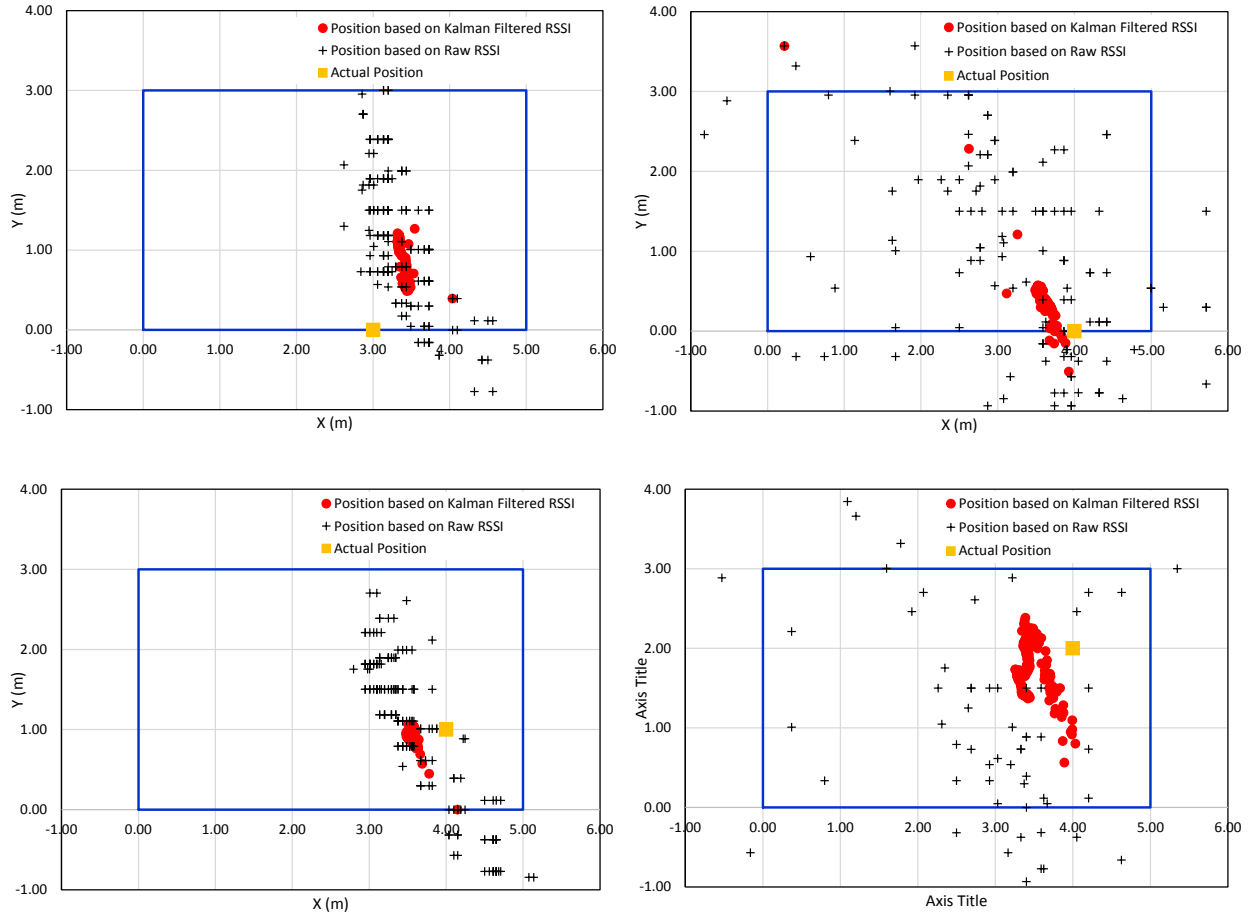 4.00
3.00
2.00
1.00
0.00
-1.00
-1.00 0.00 1.00 2.00 3.00 4.00 5.00 6.00
Y (m)
X (m)
Position based on Kalman Filtered RSSI
Position based on Raw RSSI
Actual Position
4.00
3.00
2.00
1.00
0.00
-1.00
-1.00 0.00 1.00 2.00 3.00 4.00 5.00 6.00
Y (m)
X (m)
Position based on Kalman Filtered RSSI
Position based on Raw RSSI
Actual Position
4.00
3.00
2.00
1.00
0.00
-1.00
-1.00 0.00 1.00 2.00 3.00 4.00 5.00 6.00
Y (m)
X (m)
Position based on Kalman Filtered RSSI
Position based on Raw RSSI
Actual Position
4.00
3.00
2.00
1.00
0.00
-1.00
-1.00 0.00 1.00 2.00 3.00 4.00 5.00 6.00
Axis Title
Axis Title
Position based on Kalman Filtered RSSI
Position based on Raw RSSI
Actual Position